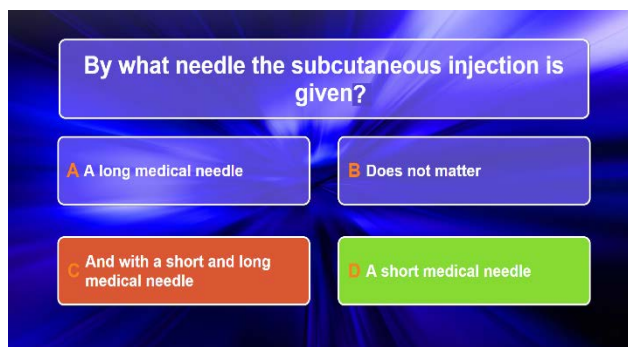 By what needle the subcutaneous injection is
given?
A A long medical needle
B Does not matter
C And with a short and long
medical needle
D A short medical needle